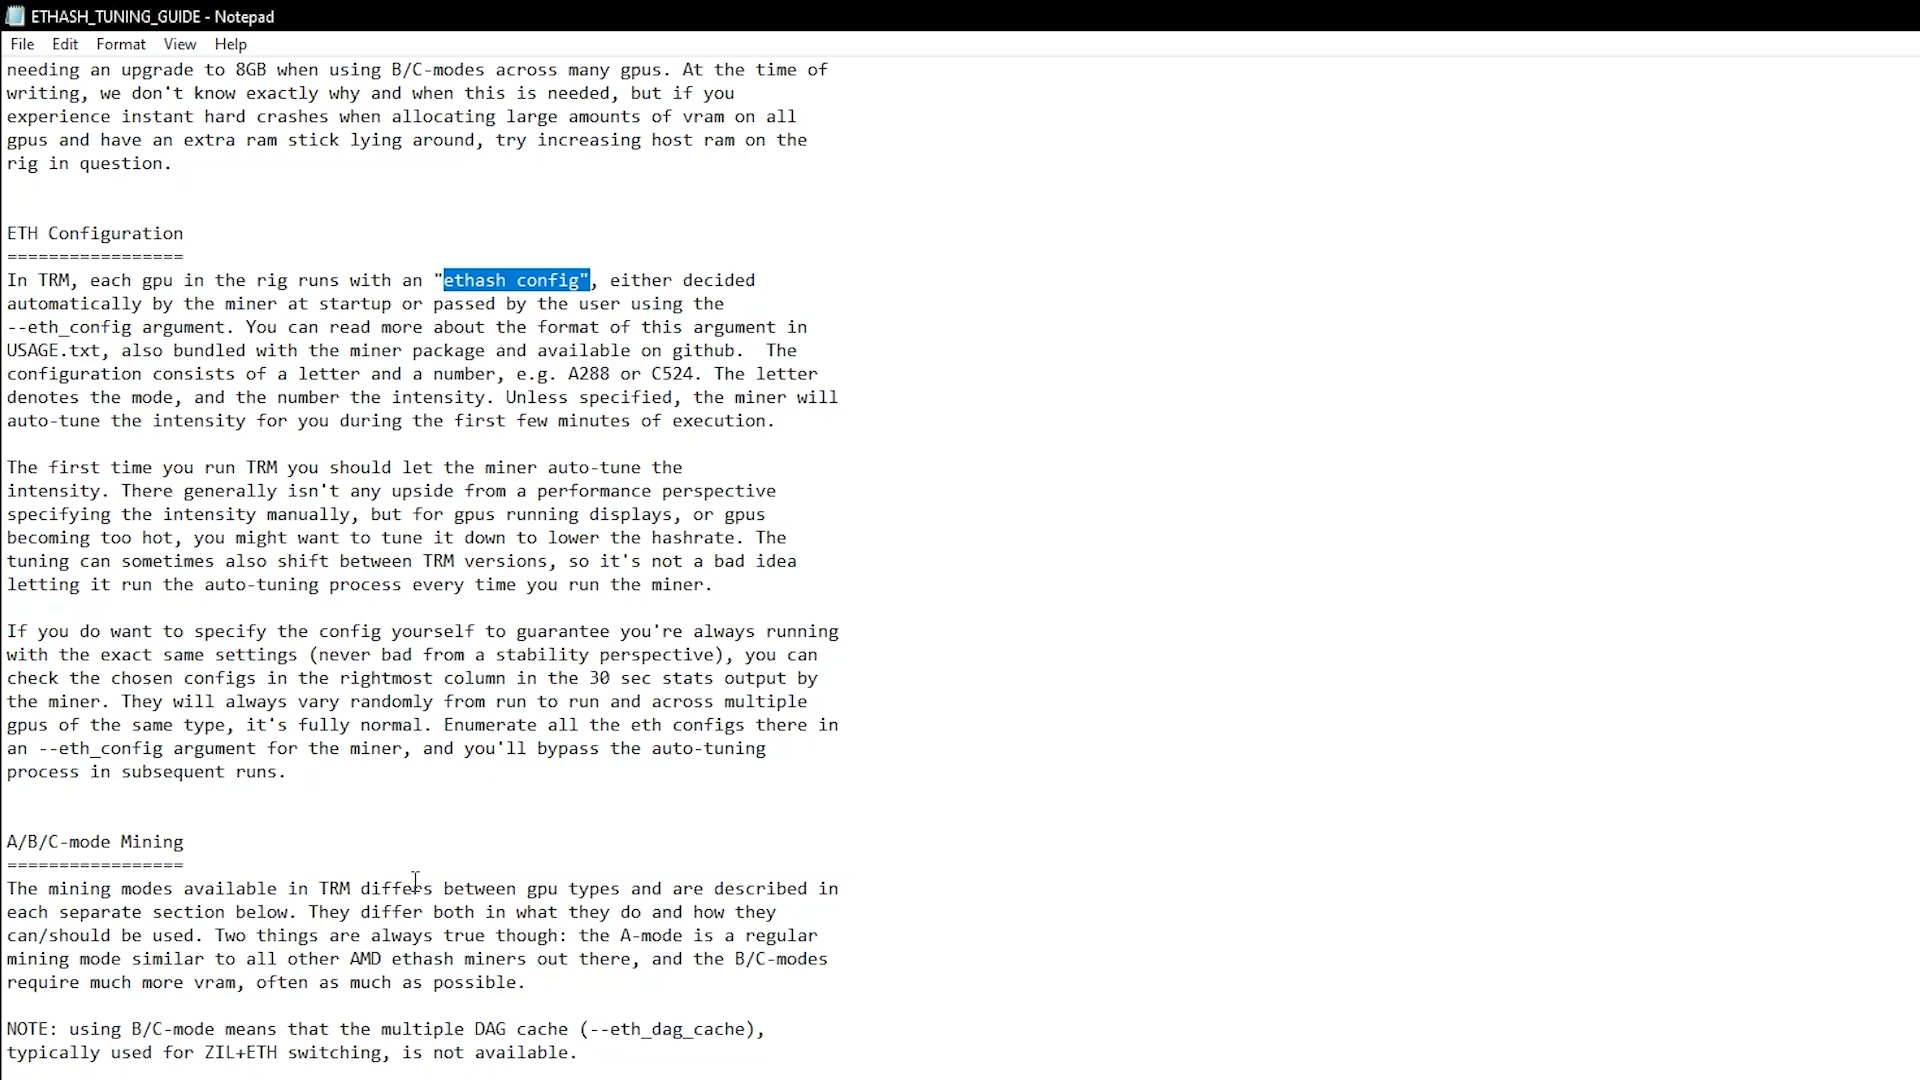 ETHASH_TUNING_GUIDE - Notepad
File Edit Format View Help
needing an upgrade to 8GB when using B/C-modes across many gpus. At the time of
writing, we don't know exactly why and when this is needed, but if you
experience instant hard crashes when allocating large amounts of vram on all
gpus and have an extra ram stick lying around, try increasing host ram on the
rig in question.
ETH Configuration
=================
In TRM, each gpu in the rig runs with an "ethash config", either decided
automatically by the miner at startup or passed by the user using the
--eth_config argument. You can read more about the format of this argument in
USAGE.txt, also bundled with the miner package and available on github.  The
configuration consists of a letter and a number, e.g. A288 or C524. The letter
denotes the mode, and the number the intensity. Unless specified, the miner will
auto-tune the intensity for you during the first few minutes of execution.
The first time you run TRM you should let the miner auto-tune the
intensity. There generally isn't any upside from a performance perspective
specifying the intensity manually, but for gpus running displays, or gpus
becoming too hot, you might want to tune it down to lower the hashrate. The
tuning can sometimes also shift between TRM versions, so it's not a bad idea
letting it run the auto-tuning process every time you run the miner.
If you do want to specify the config yourself to guarantee you're always running
with the exact same settings (never bad from a stability perspective), you can
check the chosen configs in the rightmost column in the 30 sec stats output by
the miner. They will always vary randomly from run to run and across multiple
gpus of the same type, it's fully normal. Enumerate all the eth configs there in
an --eth_config argument for the miner, and you'll bypass the auto-tuning
process in subsequent runs.
A/B/C-mode Mining
=================
The mining modes available in TRM differs between gpu types and are described in
each separate section below. They differ both in what they do and how they
can/should be used. Two things are always true though: the A-mode is a regular
mining mode similar to all other AMD ethash miners out there, and the B/C-modes
require much more vram, often as much as possible.
NOTE: using B/C-mode means that the multiple DAG cache (--eth_dag_cache),
typically used for ZIL+ETH switching, is not available.